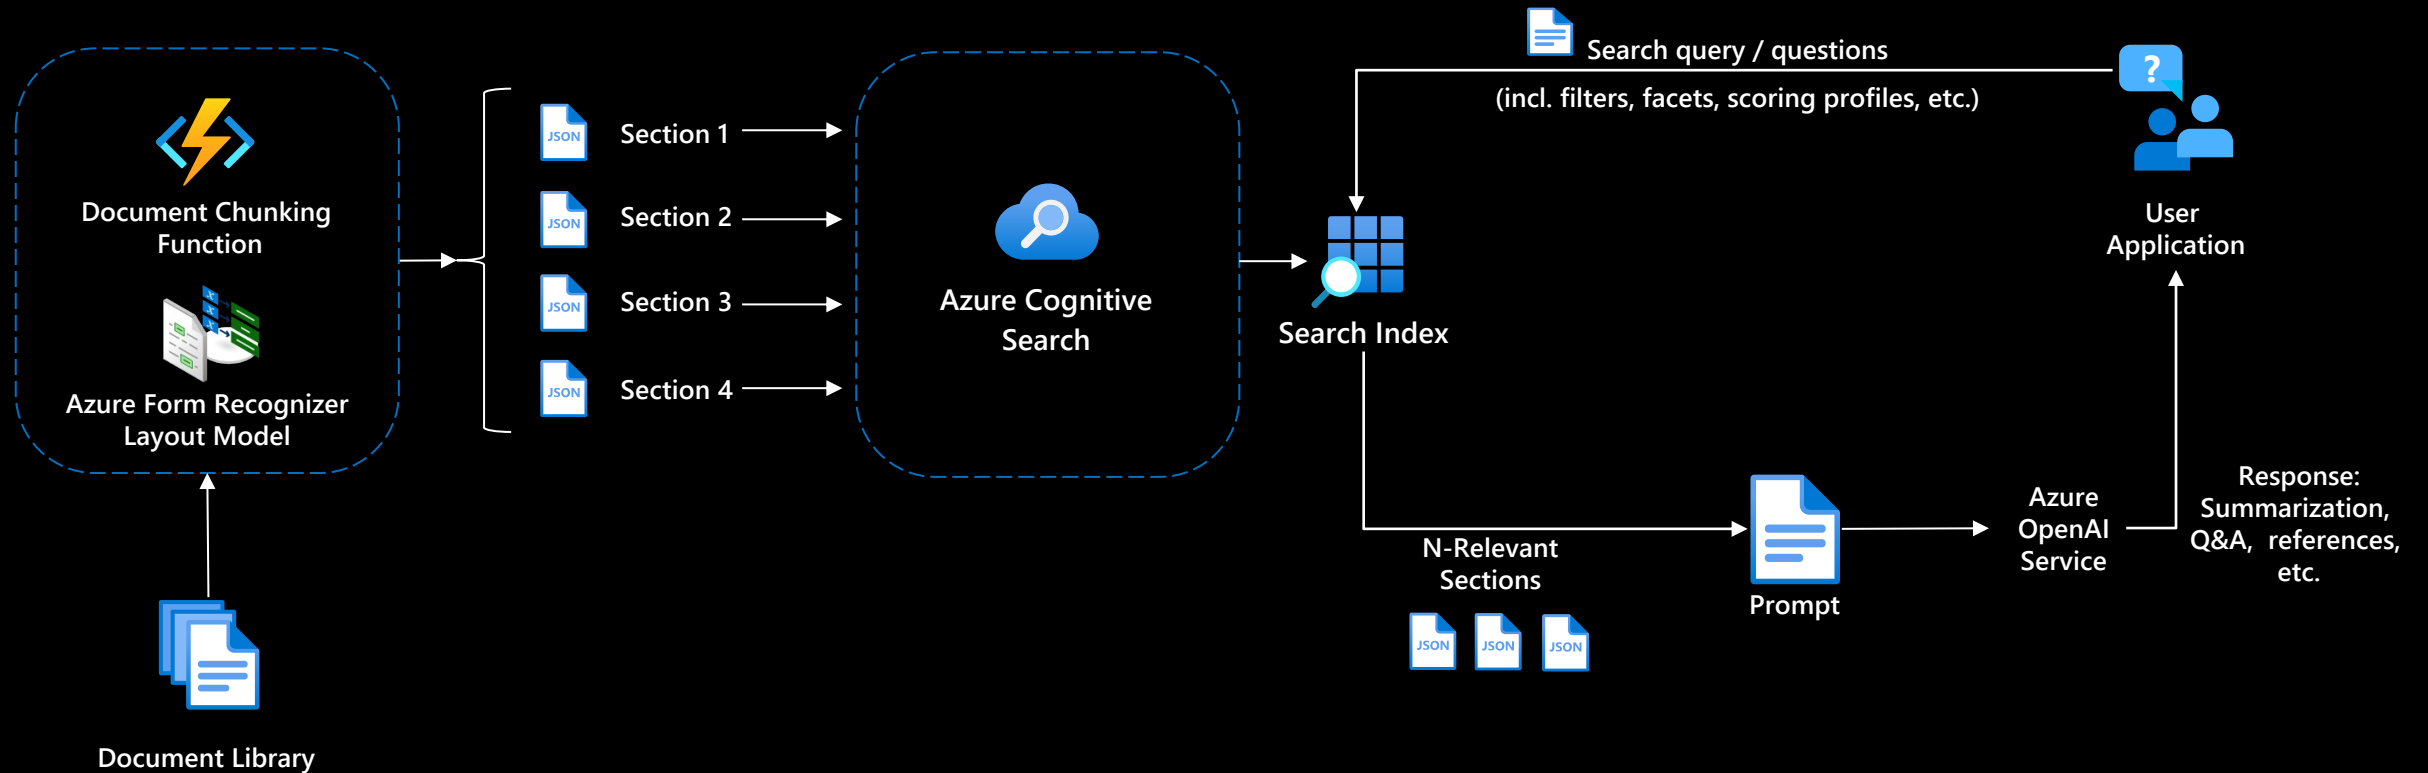 Document Chunking
Function
Azure Form Recognizer
Layout Model
Document Library
JSON
Section 1
JSON
Section 2
JSON
Section 3
JSON
Section 4
Azure Cognitive
Search
Search query / questions
(incl. filters, facets, scoring profiles, etc.)
?
User
Application
Search Index
N-Relevant
Sections
JSON
JSON
JSON
Prompt
Azure
OpenAI
Service
Response:
Summarization,
Q&A,  references,
etc.